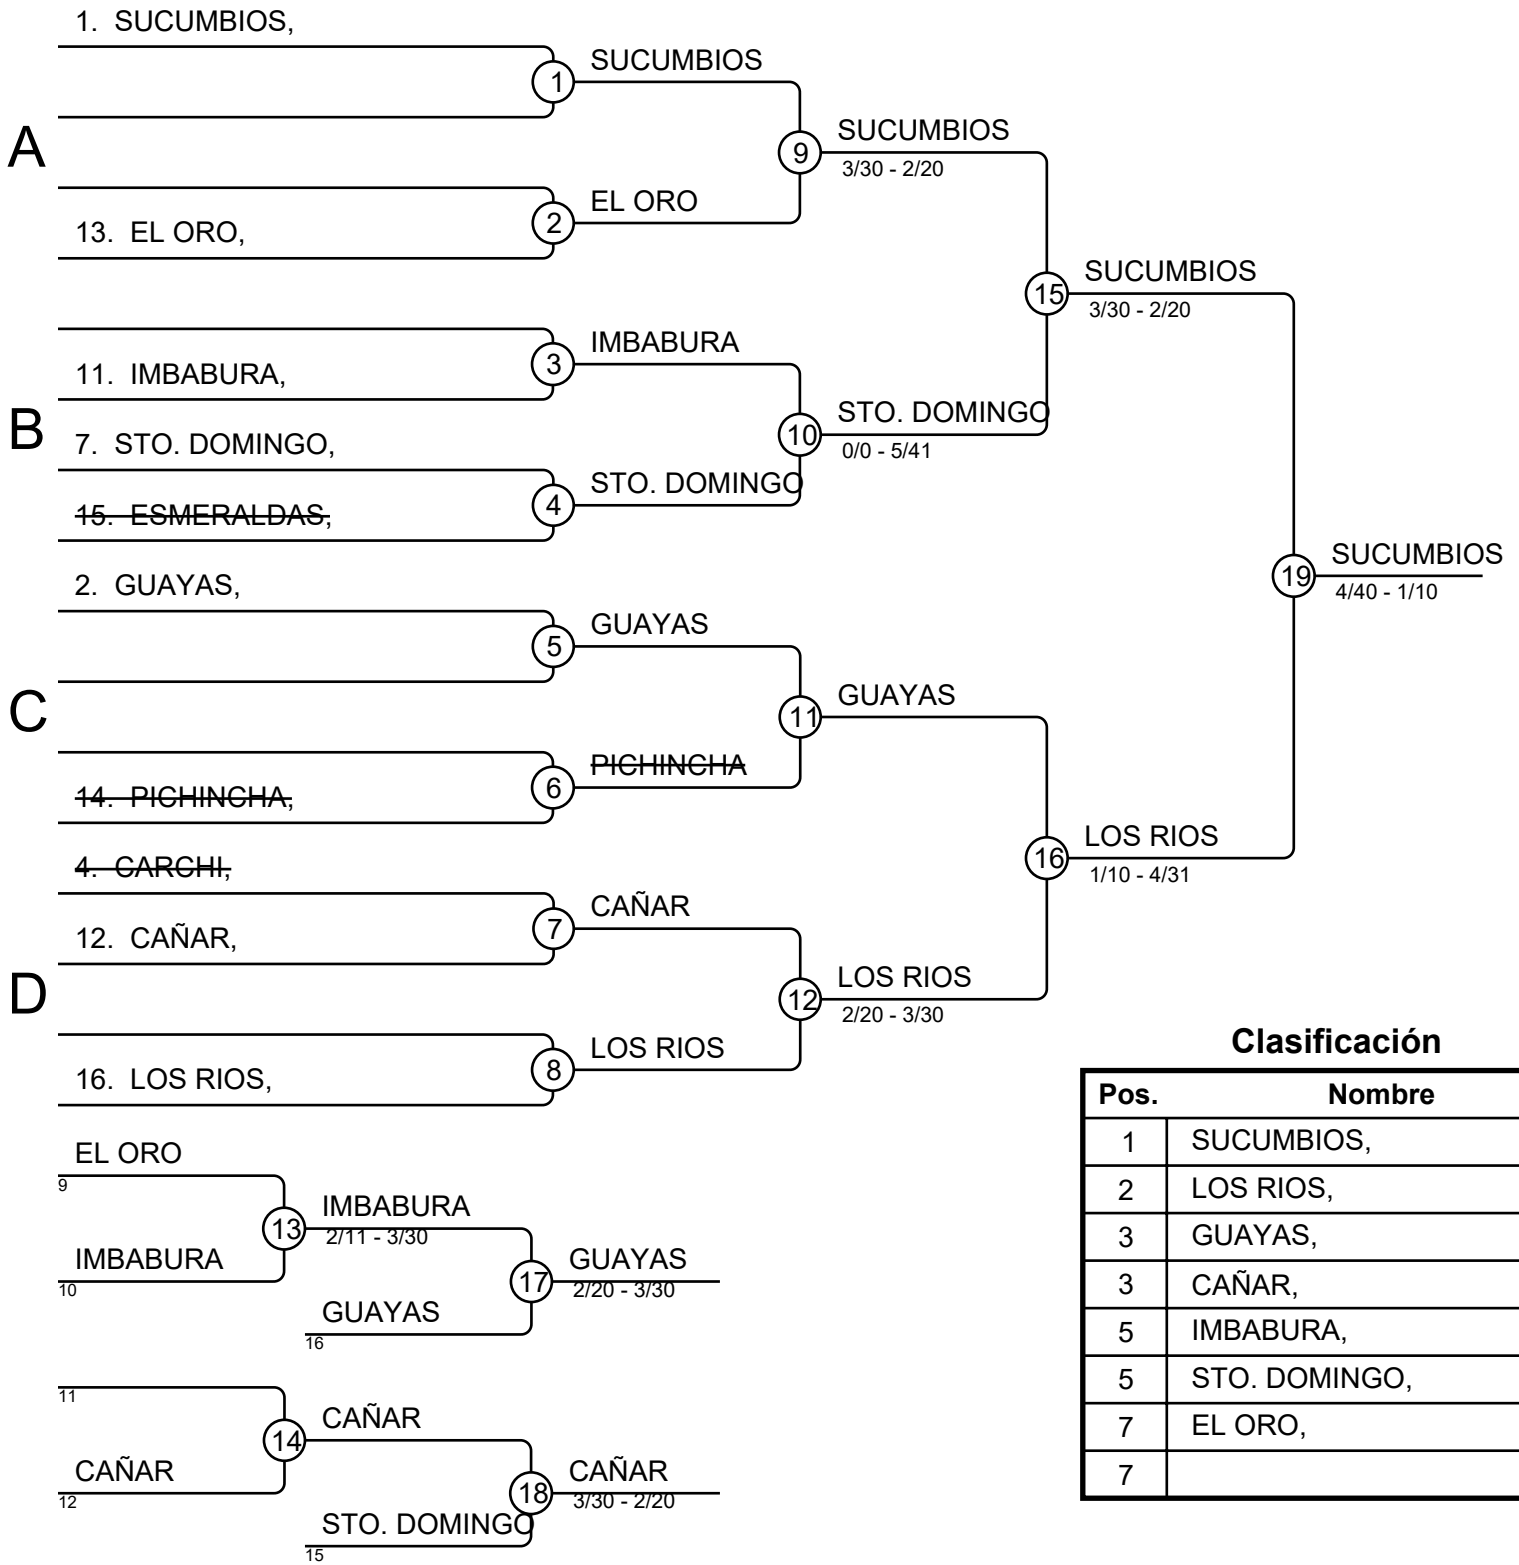 1. SUCUMBIOS,
1
SUCUMBIOS
A
9
SUCUMBIOS
3/30 - 2/20
13. EL ORO,
2
EL ORO
15
SUCUMBIOS
3/30 - 2/20
11. IMBABURA,
3
IMBABURA
B
10
STO. DOMINGO
0/0 - 5/41
7. STO. DOMINGO,
15. ESMERALDAS,
4
STO. DOMINGO
19
SUCUMBIOS
4/40 - 1/10
2. GUAYAS,
5
GUAYAS
C
11
GUAYAS
14. PICHINCHA,
6
PICHINCHA
16
LOS RIOS
1/10 - 4/31
4. CARCHI,
12. CAÑAR,
7
CAÑAR
D
12
LOS RIOS
2/20 - 3/30
16. LOS RIOS,
8
LOS RIOS
EL ORO
9
13
IMBABURA
2/11 - 3/30
IMBABURA
10
17
GUAYAS
2/20 - 3/30
GUAYAS
16
11
14
CAÑAR
CAÑAR
12
18
CAÑAR
3/30 - 2/20
STO. DOMINGO
15
Clasificación
Pos. Nombre
1 SUCUMBIOS,
2 LOS RIOS,
3 GUAYAS,
3 CAÑAR,
5 IMBABURA,
5 STO. DOMINGO,
7 EL ORO,
7